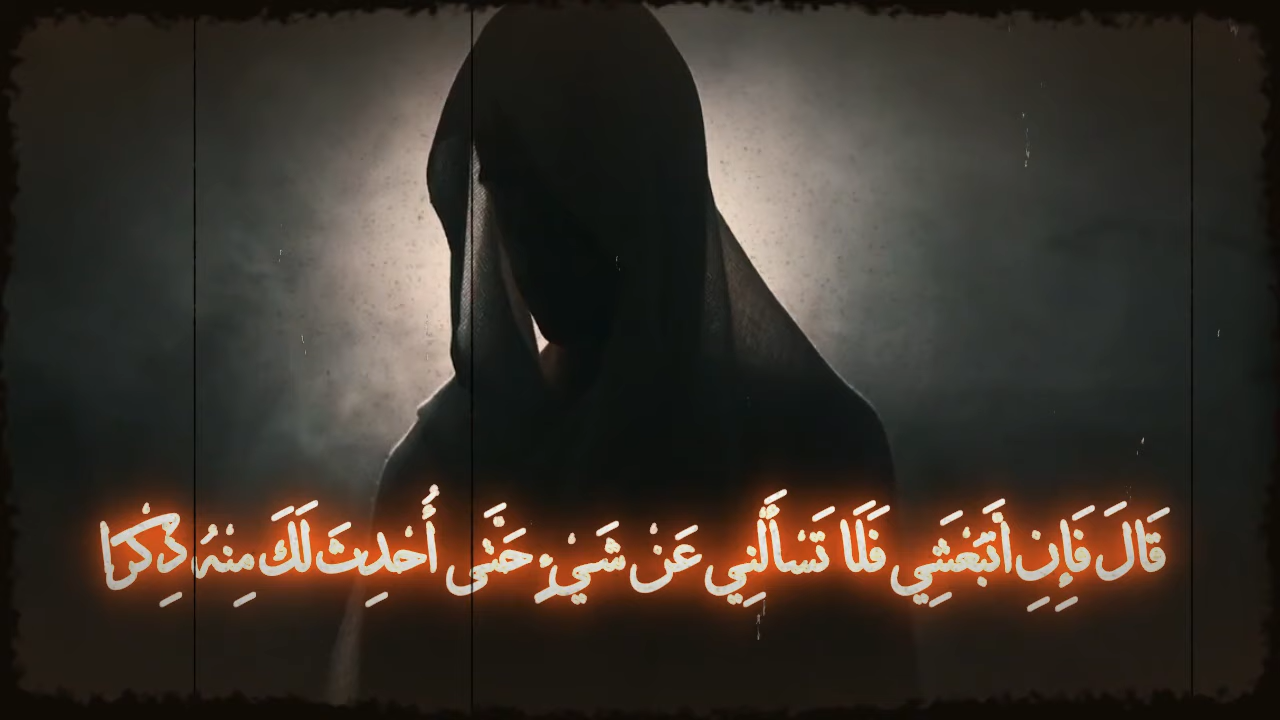 قَالَ فَإِنِ اتَّبَعْتَنِي فَلَا تَسْأَلْنِي عَنْ شَيْءٍ حَتَّى أُحْدِثَ لَكَ مِنْهُ ذِكْرًا